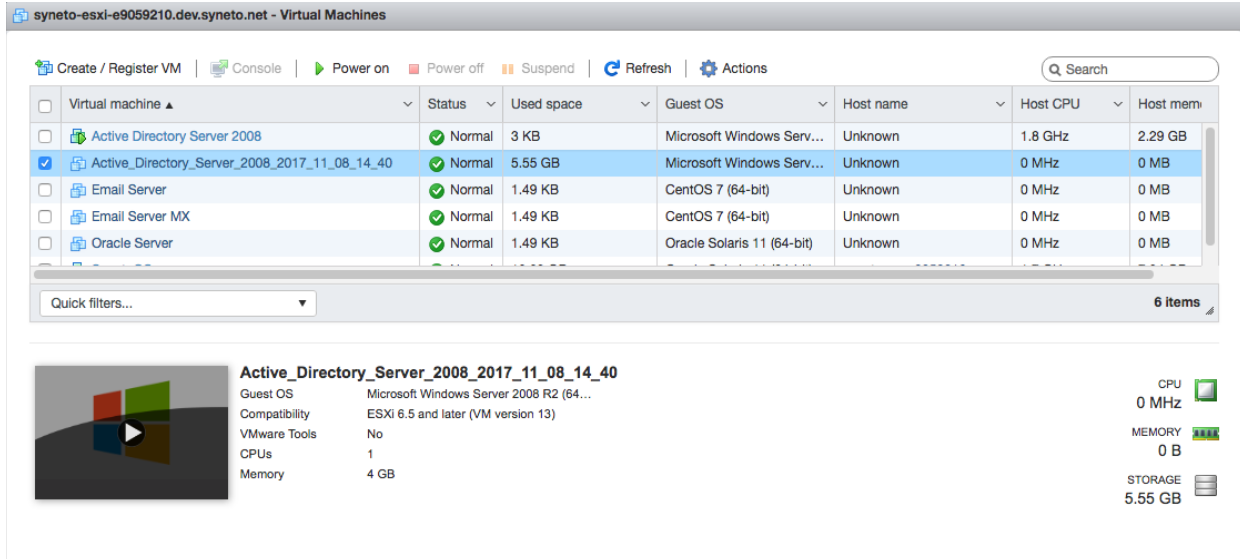 syneto-esxi-e9059210.dev.syneto.net - Virtual Machines
Create / Register VM Console Power on Power off Suspend Refresh Actions Search
Virtual machine Status Used space Guest OS Host name Host CPU Host mem
Active Directory Server 2008 Normal 3 KB Microsoft Windows Serv... Unknown 1.8 GHz 2.29 GB
Active_Directory_Server_2008_2017_11_08_14_40 Normal 5.55 GB Microsoft Windows Serv... Unknown 0 MHz 0 MB
Email Server Normal 1.49 KB CentOS 7 (64-bit) Unknown 0 MHz 0 MB
Email Server MX Normal 1.49 KB CentOS 7 (64-bit) Unknown 0 MHz 0 MB
Oracle Server Normal 1.49 KB Oracle Solaris 11 (64-bit) Unknown 0 MHz 0 MB
Quick filters... 6 items
Active_Directory_Server_2008_2017_11_08_14_40
Guest OS Microsoft Windows Server 2008 R2 (64...
Compatibility ESXi 6.5 and later (VM version 13)
VMware Tools No
CPUs 1
Memory 4 GB
CPU
0 MHz
MEMORY
0 B
STORAGE
5.55 GB